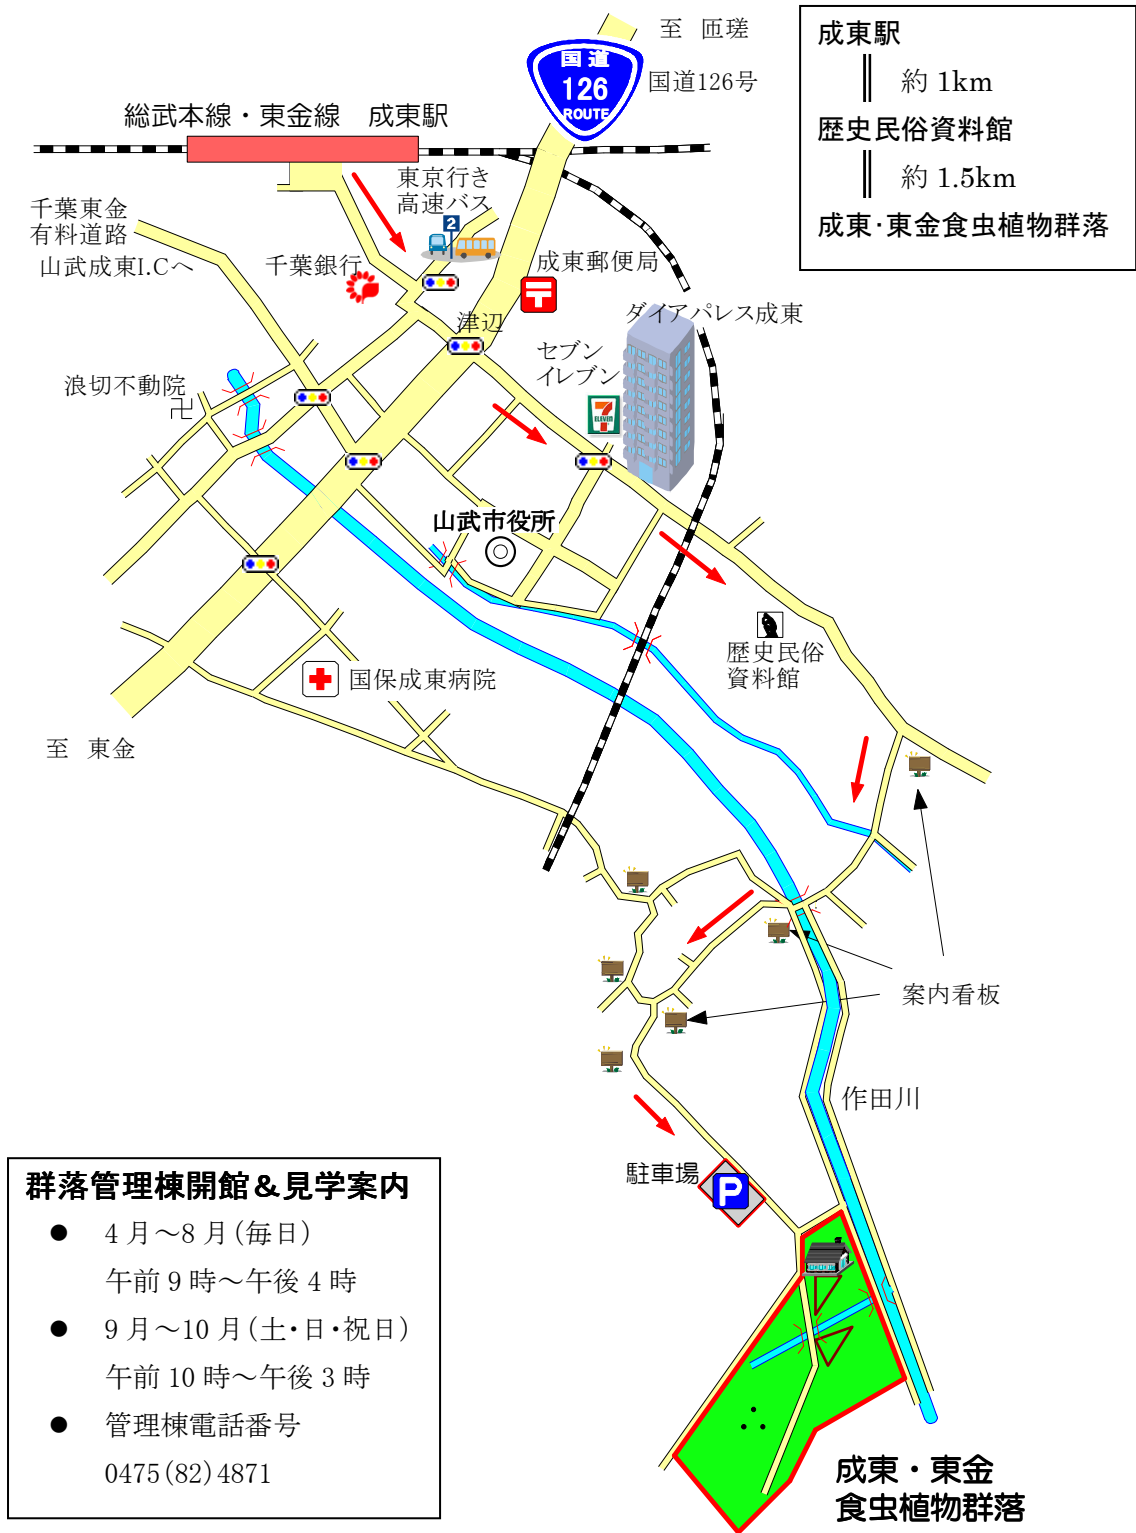 至 匝瑳
国道
126
ROUTE
国道126号
成東駅
約 1km
歴史民俗資料館
約 1.5km
成東・東金食虫植物群落
総武本線・東金線 成東駅
東京行き
高速バス
2
千葉東金
有料道路
山武成東I.Cへ
千葉銀行
成東郵便局
ダイアパレス成東
津辺
セブン
イレブン
7
ELEVEN
浪切不動院
卍
山武市役所
歴史民俗
資料館
国保成東病院
至 東金
案内看板
作田川
駐車場
P
群落管理棟開館&見学案内
● 4月~8月(毎日)
午前9時~午後4時
● 9月~10月(土・日・祝日)
午前10時~午後3時
● 管理棟電話番号
0475(82)4871
成東・東金
食虫植物群落